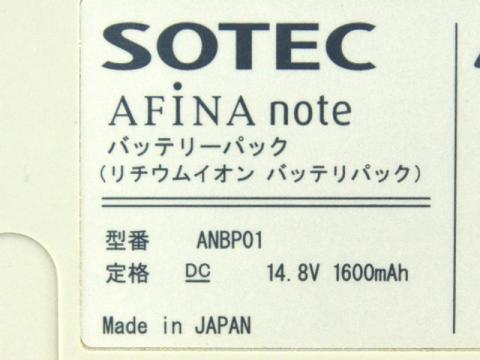 SOTEC
AFiNA note
バッテリーパック
(リチウムイオン バッテリパック)
型番 ANBP01
定格 DC 14.8V 1600mAh
Made in JAPAN